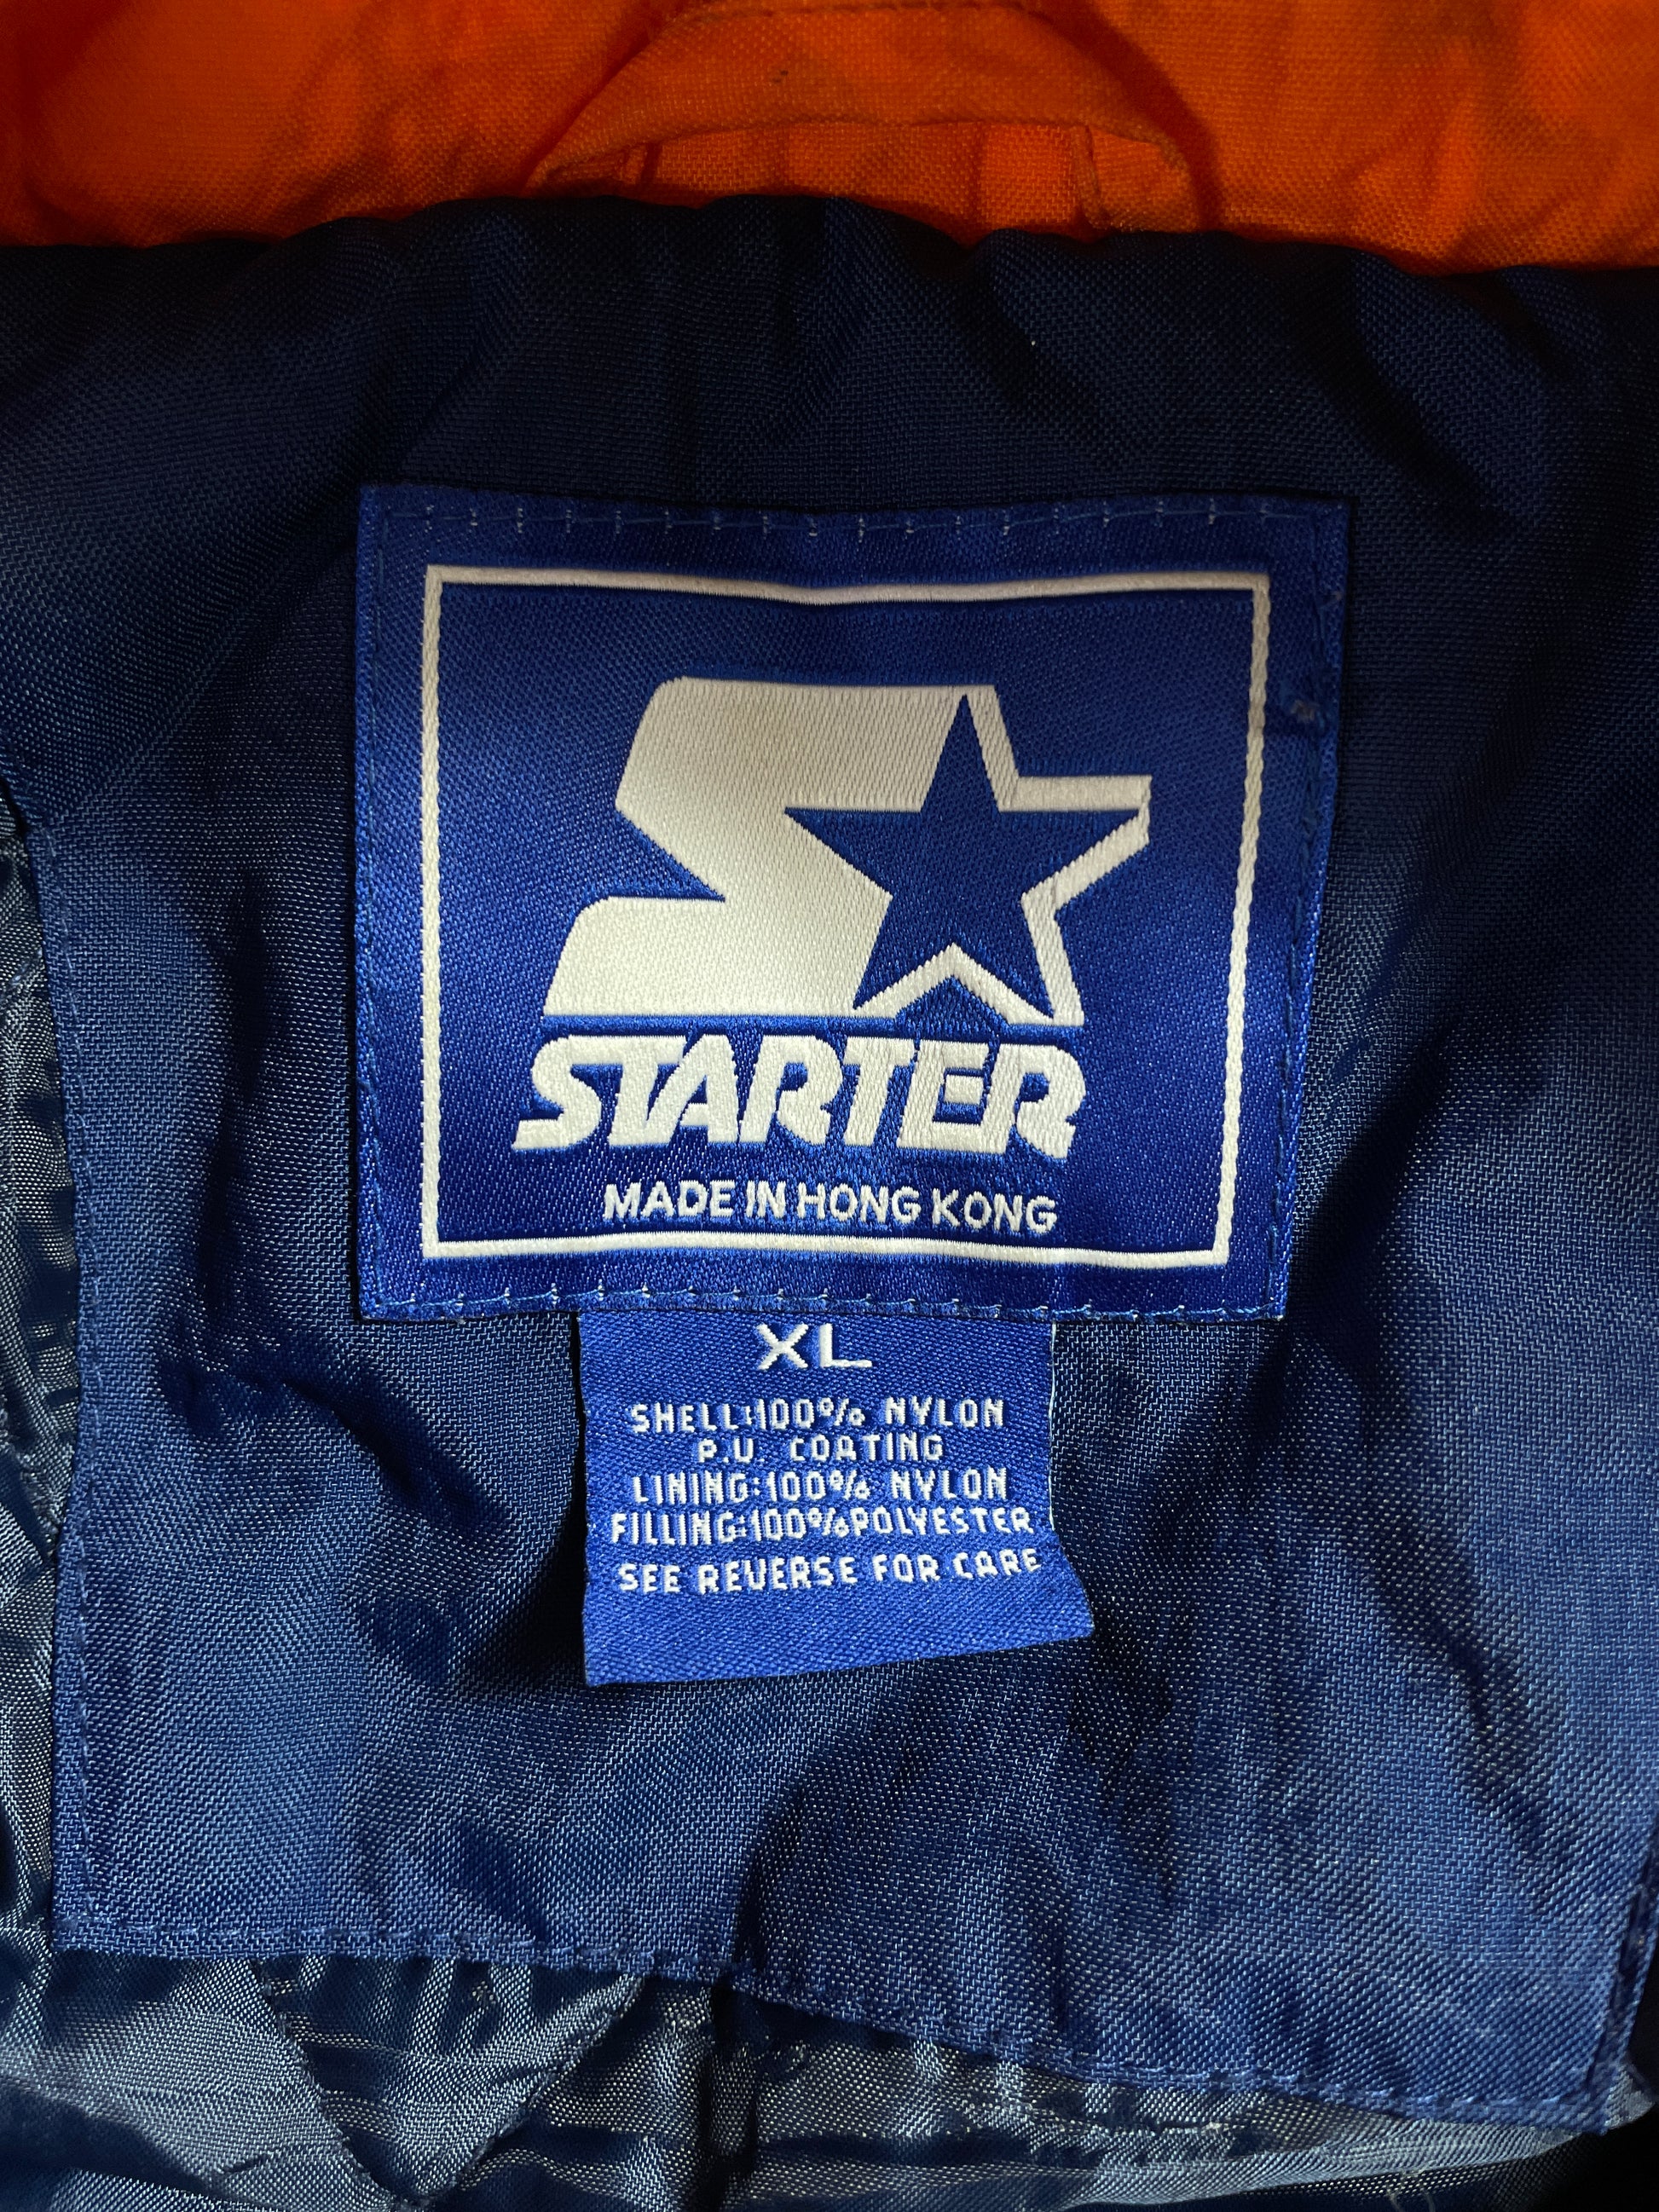 STARTER
MADE IN HONG KONG
XL
SHELL:100% NYLON
P.U. COATING
LINING:100% NYLON
FILLING:100%POLYESTER
SEE REVERSE FOR CARE